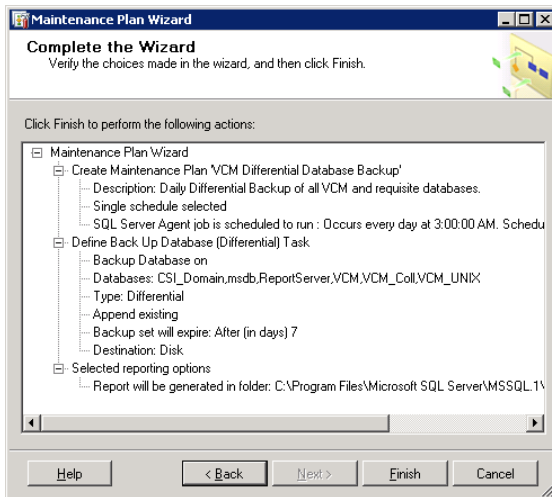 Maintenance Plan Wizard
Complete the Wizard
Verify the choices made in the wizard, and then click Finish.
Click Finish to perform the following actions:
Maintenance Plan Wizard
Create Maintenance Plan 'VCM Differential Database Backup'
Description: Daily Differential Backup of all VCM and requisite databases.
Single schedule selected
SQL Server Agent job is scheduled to run : Occurs every day at 3:00:00 AM. Schedu
Define Back Up Database (Differential) Task
Backup Database on
Databases: CSI_Domain,msdb,ReportServer,VCM,VCM_Coll,VCM_UNIX
Type: Differential
Append existing
Backup set will expire: After (in days) 7
Destination: Disk
Selected reporting options
Report will be generated in folder: C:\Program Files\Microsoft SQL Server\MSSQL.1\
Help < Back Next > Finish Cancel